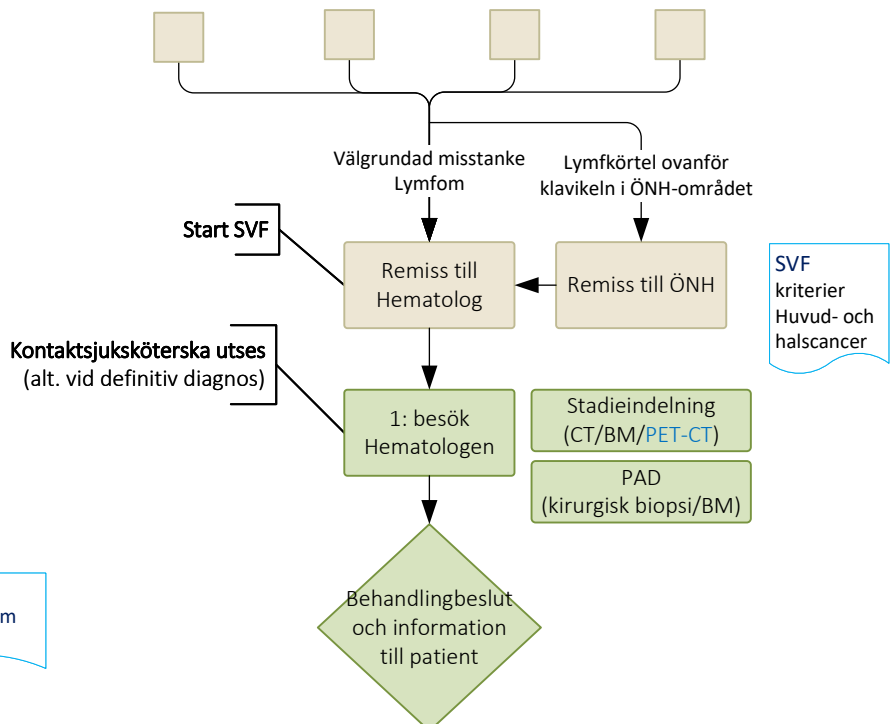 Välgrundad misstanke
Lymfom
Lymfkörtel ovanför
klavikeln i ÖNH-området
Start SVF
Remiss till
Hematolog
Remiss till ÖNH
SVF
kriterier
Huvud- och
halscancer
Kontaktsjuksköterska utses
(alt. vid definitiv diagnos)
1: besök
Hematologen
Stadieindelning
(CT/BM/PET-CT)
PAD
(kirurgisk biopsi/BM)
Behandlingbeslut
och information
till patient
m